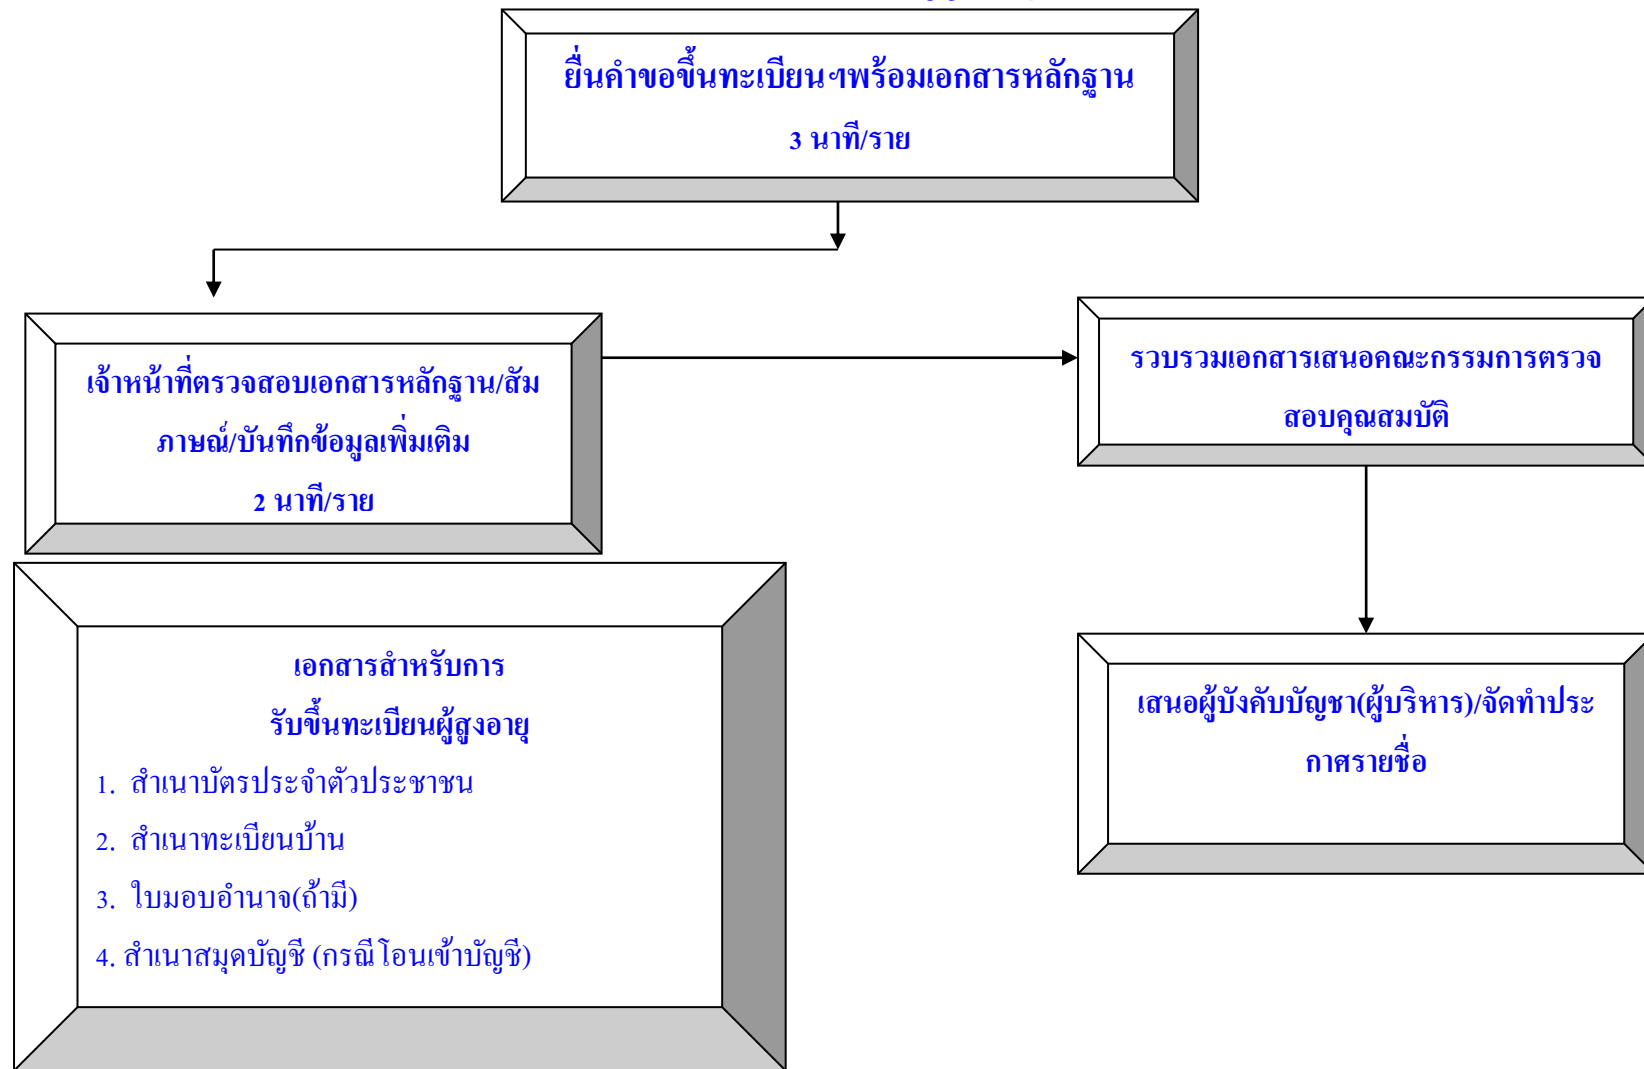 ยื่นคำขอขึ้นทะเบียนฯพร้อมเอกสารหลักฐาน
3 นาที/ราย
เจ้าหน้าที่ตรวจสอบเอกสารหลักฐาน/สัม
ภาษณ์/บันทึกข้อมูลเพิ่มเติม
2 นาที/ราย
รวบรวมเอกสารเสนอคณะกรรมการตรวจ
สอบคุณสมบัติ
เอกสารสำหรับการ
รับขึ้นทะเบียนผู้สูงอายุ
1. สำเนาบัตรประจำตัวประชาชน
2. สำเนาทะเบียนบ้าน
3. ใบมอบอำนาจ(ถ้ามี)
4. สำเนาสมุดบัญชี (กรณีโอนเข้าบัญชี)
เสนอผู้บังคับบัญชา(ผู้บริหาร)/จัดทำประ
กาศรายชื่อ